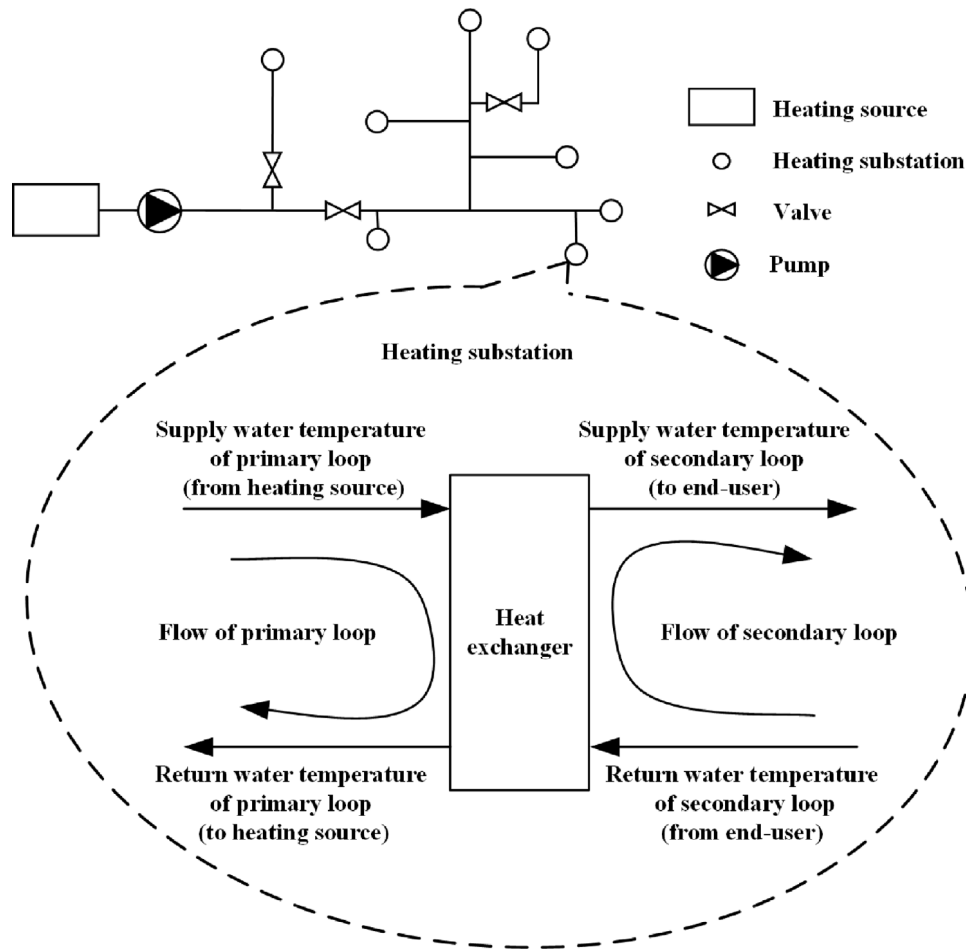 Heating source
Heating substation
Valve
Pump
Heating substation
Supply water temperature
of primary loop
(from heating source)
Supply water temperature
of secondary loop
(to end-user)
Flow of primary loop
Heat
exchanger
Flow of secondary loop
Return water temperature
of primary loop
(to heating source)
Return water temperature
of secondary loop
(from end-user)